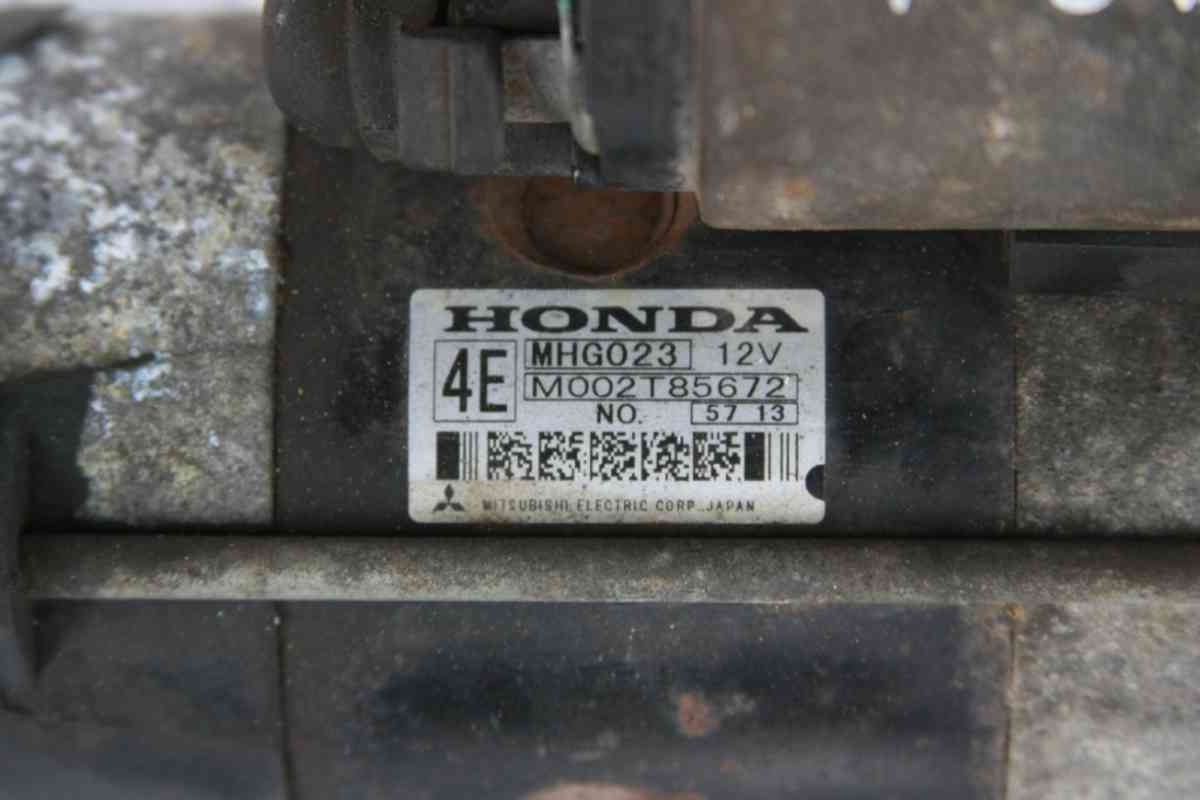 HONDA
4E
MHG023 12V
M002T85672
NO. 57 13
MITSUBISHI ELECTRIC CORP., JAPAN